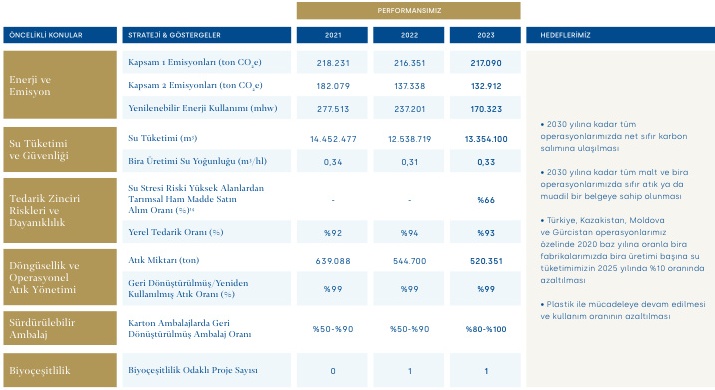 PERFORMANSIMIZ
ÖNCELİKLİ KONULAR STRATEJİ & GÖSTERGELER 2021 2022 2023 HEDEFLERİMİZ
Enerji ve
Emisyon
Kapsam 1 Emisyonları (ton CO₂e) 218.231 216.351 217.090
Kapsam 2 Emisyonları (ton CO₂e) 182.079 137.338 132.912
Yenilenebilir Enerji Kullanımı (mhw) 277.513 237.201 170.323
Su Tüketimi
ve Güvenliği
Su Tüketimi (m³) 14.452.477 12.538.719 13.354.100
Bira Üretimi Su Yoğunluğu (m³/hl) 0,34 0,31 0,33
Tedarik Zinciri
Riskleri ve
Dayanıklılık
Su Stresi Riski Yüksek Alanlardan
Tarımsal Ham Madde Satın
Alım Oranı (%) - - %66
Yerel Tedarik Oranı (%) %92 %94 %93
Döngüsellik ve
Operasyonel
Atık Yönetimi
Atık Miktarı (ton) 639.088 544.700 520.351
Geri Dönüştürülmüş/Yeniden
Kullanılmış Atık Oranı (%) %99 %99 %99
Sürdürülebilir
Ambalaj
Karton Ambalajlarda Geri
Dönüştürülmüş Ambalaj Oranı %50-%90 %50-%90 %80-%100
Biyoçeşitlilik
Biyoçeşitlilik Odaklı Proje Sayısı 0 1 1
• 2030 yılına kadar tüm
operasyonlarımızda net sıfır karbon
salımına ulaşılması
• 2030 yılına kadar tüm malt ve bira
operasyonlarımızda sıfır atık ya da
muadil bir belgeye sahip olunması
• Türkiye, Kazakistan, Moldova
ve Gürcistan operasyonlarımız
özelinde 2020 baz yılına oranla bira
fabrikalarımızda bira üretimi başına su
tüketimimizin 2025 yılında %10 oranında
azaltılması
• Plastik ile mücadeleye devam edilmesi
ve kullanım oranının azaltılması